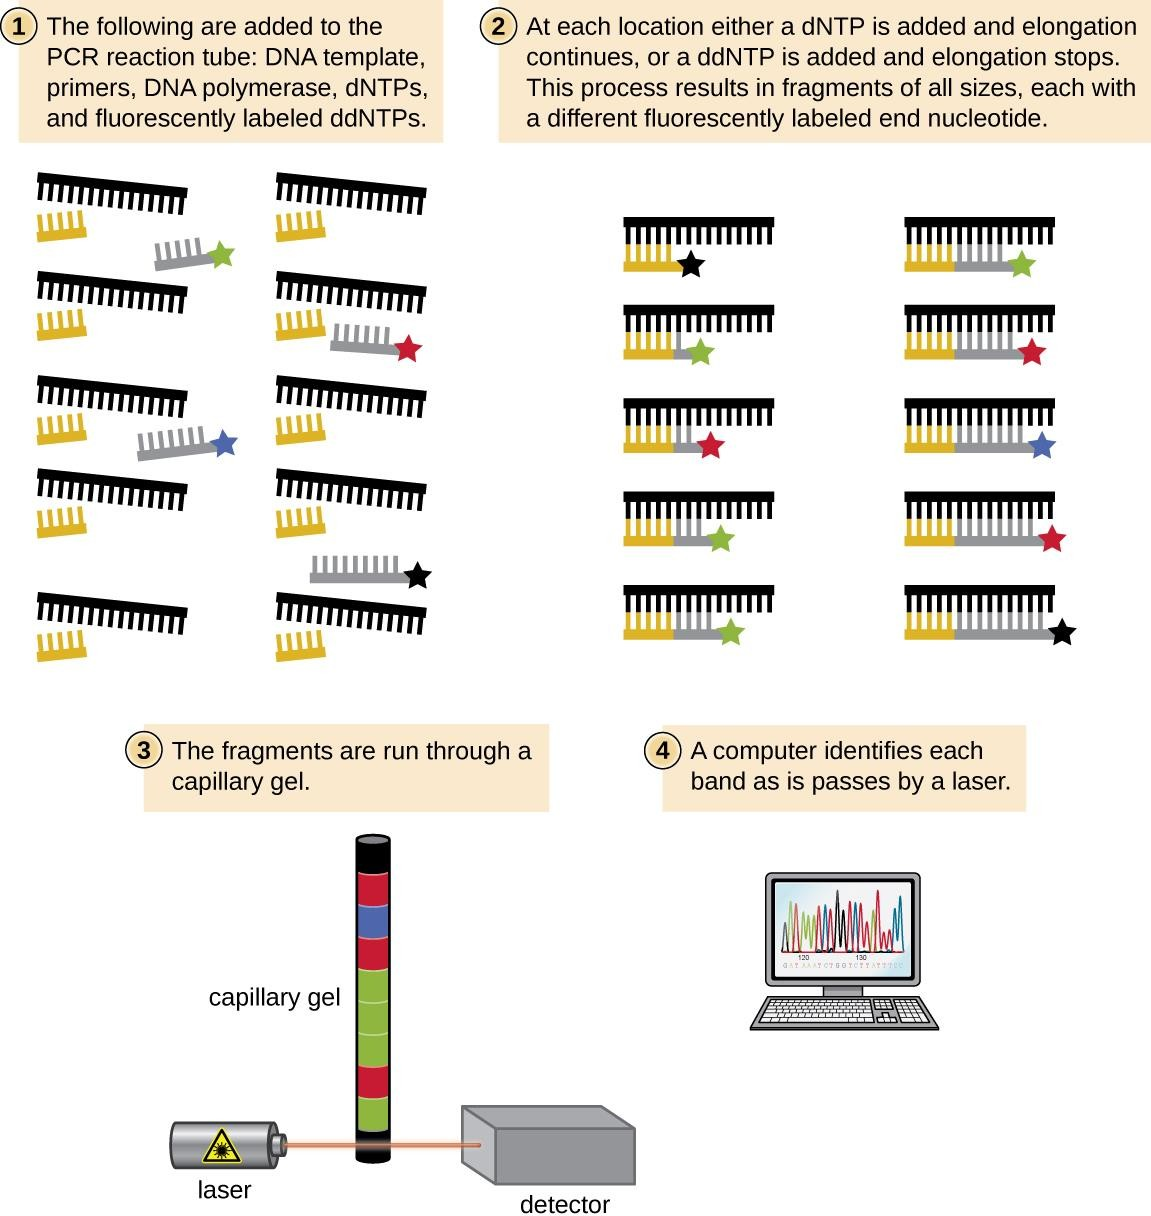 1
The following are added to the
PCR reaction tube: DNA template,
primers, DNA polymerase, dNTPs,
and fluorescently labeled ddNTPs.
2
At each location either a dNTP is added and elongation
continues, or a ddNTP is added and elongation stops.
This process results in fragments of all sizes, each with
a different fluorescently labeled end nucleotide.
3
The fragments are run through a
capillary gel.
4
A computer identifies each
band as is passes by a laser.
capillary gel
laser
detector
120 130